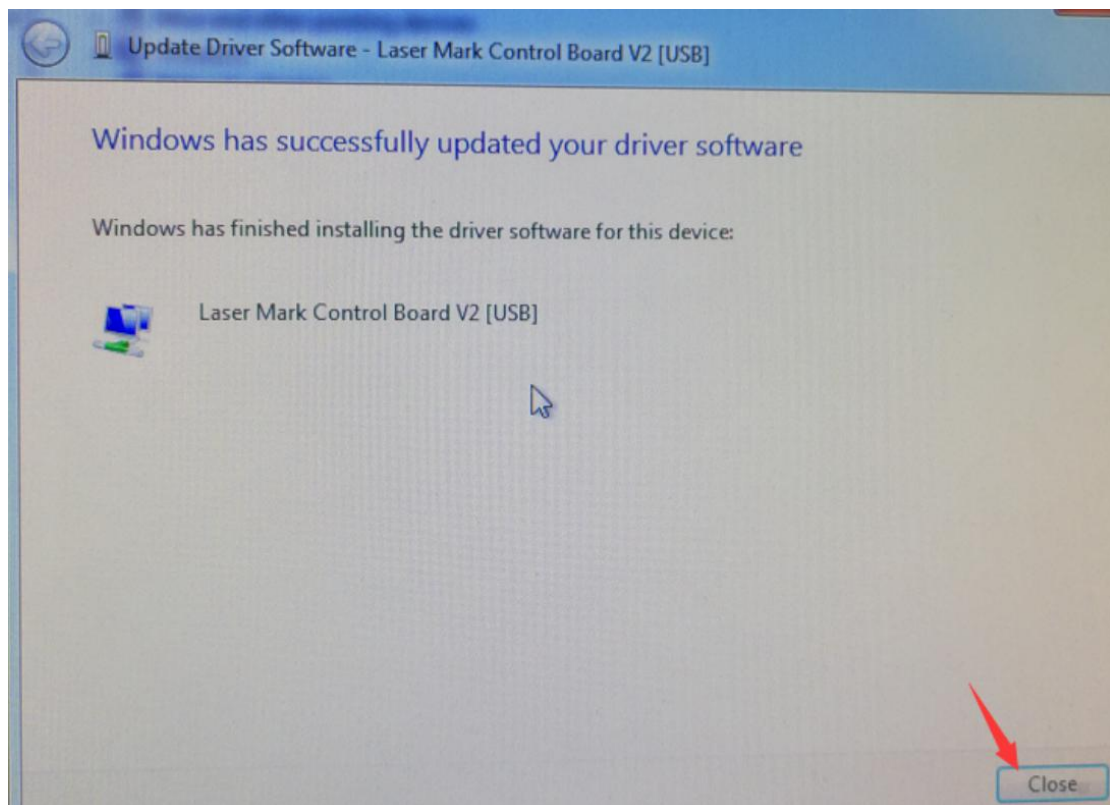 Update Driver Software - Laser Mark Control Board V2 [USB]
Windows has successfully updated your driver software
Windows has finished installing the driver software for this device:
Laser Mark Control Board V2 [USB]
Close